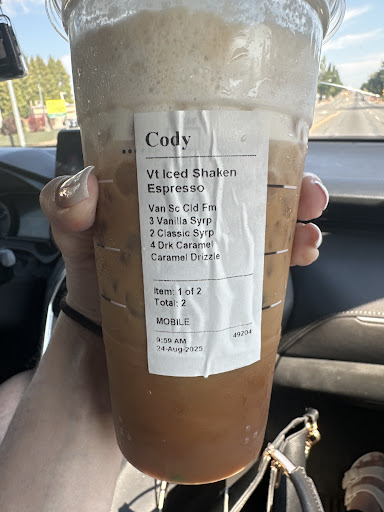 Cody
Vt Iced Shaken
Espresso
Van Sc Cld Fm
3 Vanilla Syrp
2 Classic Syrp
4 Drk Caramel
Caramel Drizzle
Item: 1 of 2
Total: 2
MOBILE
49204
9:59 AM
24-Aug-2025